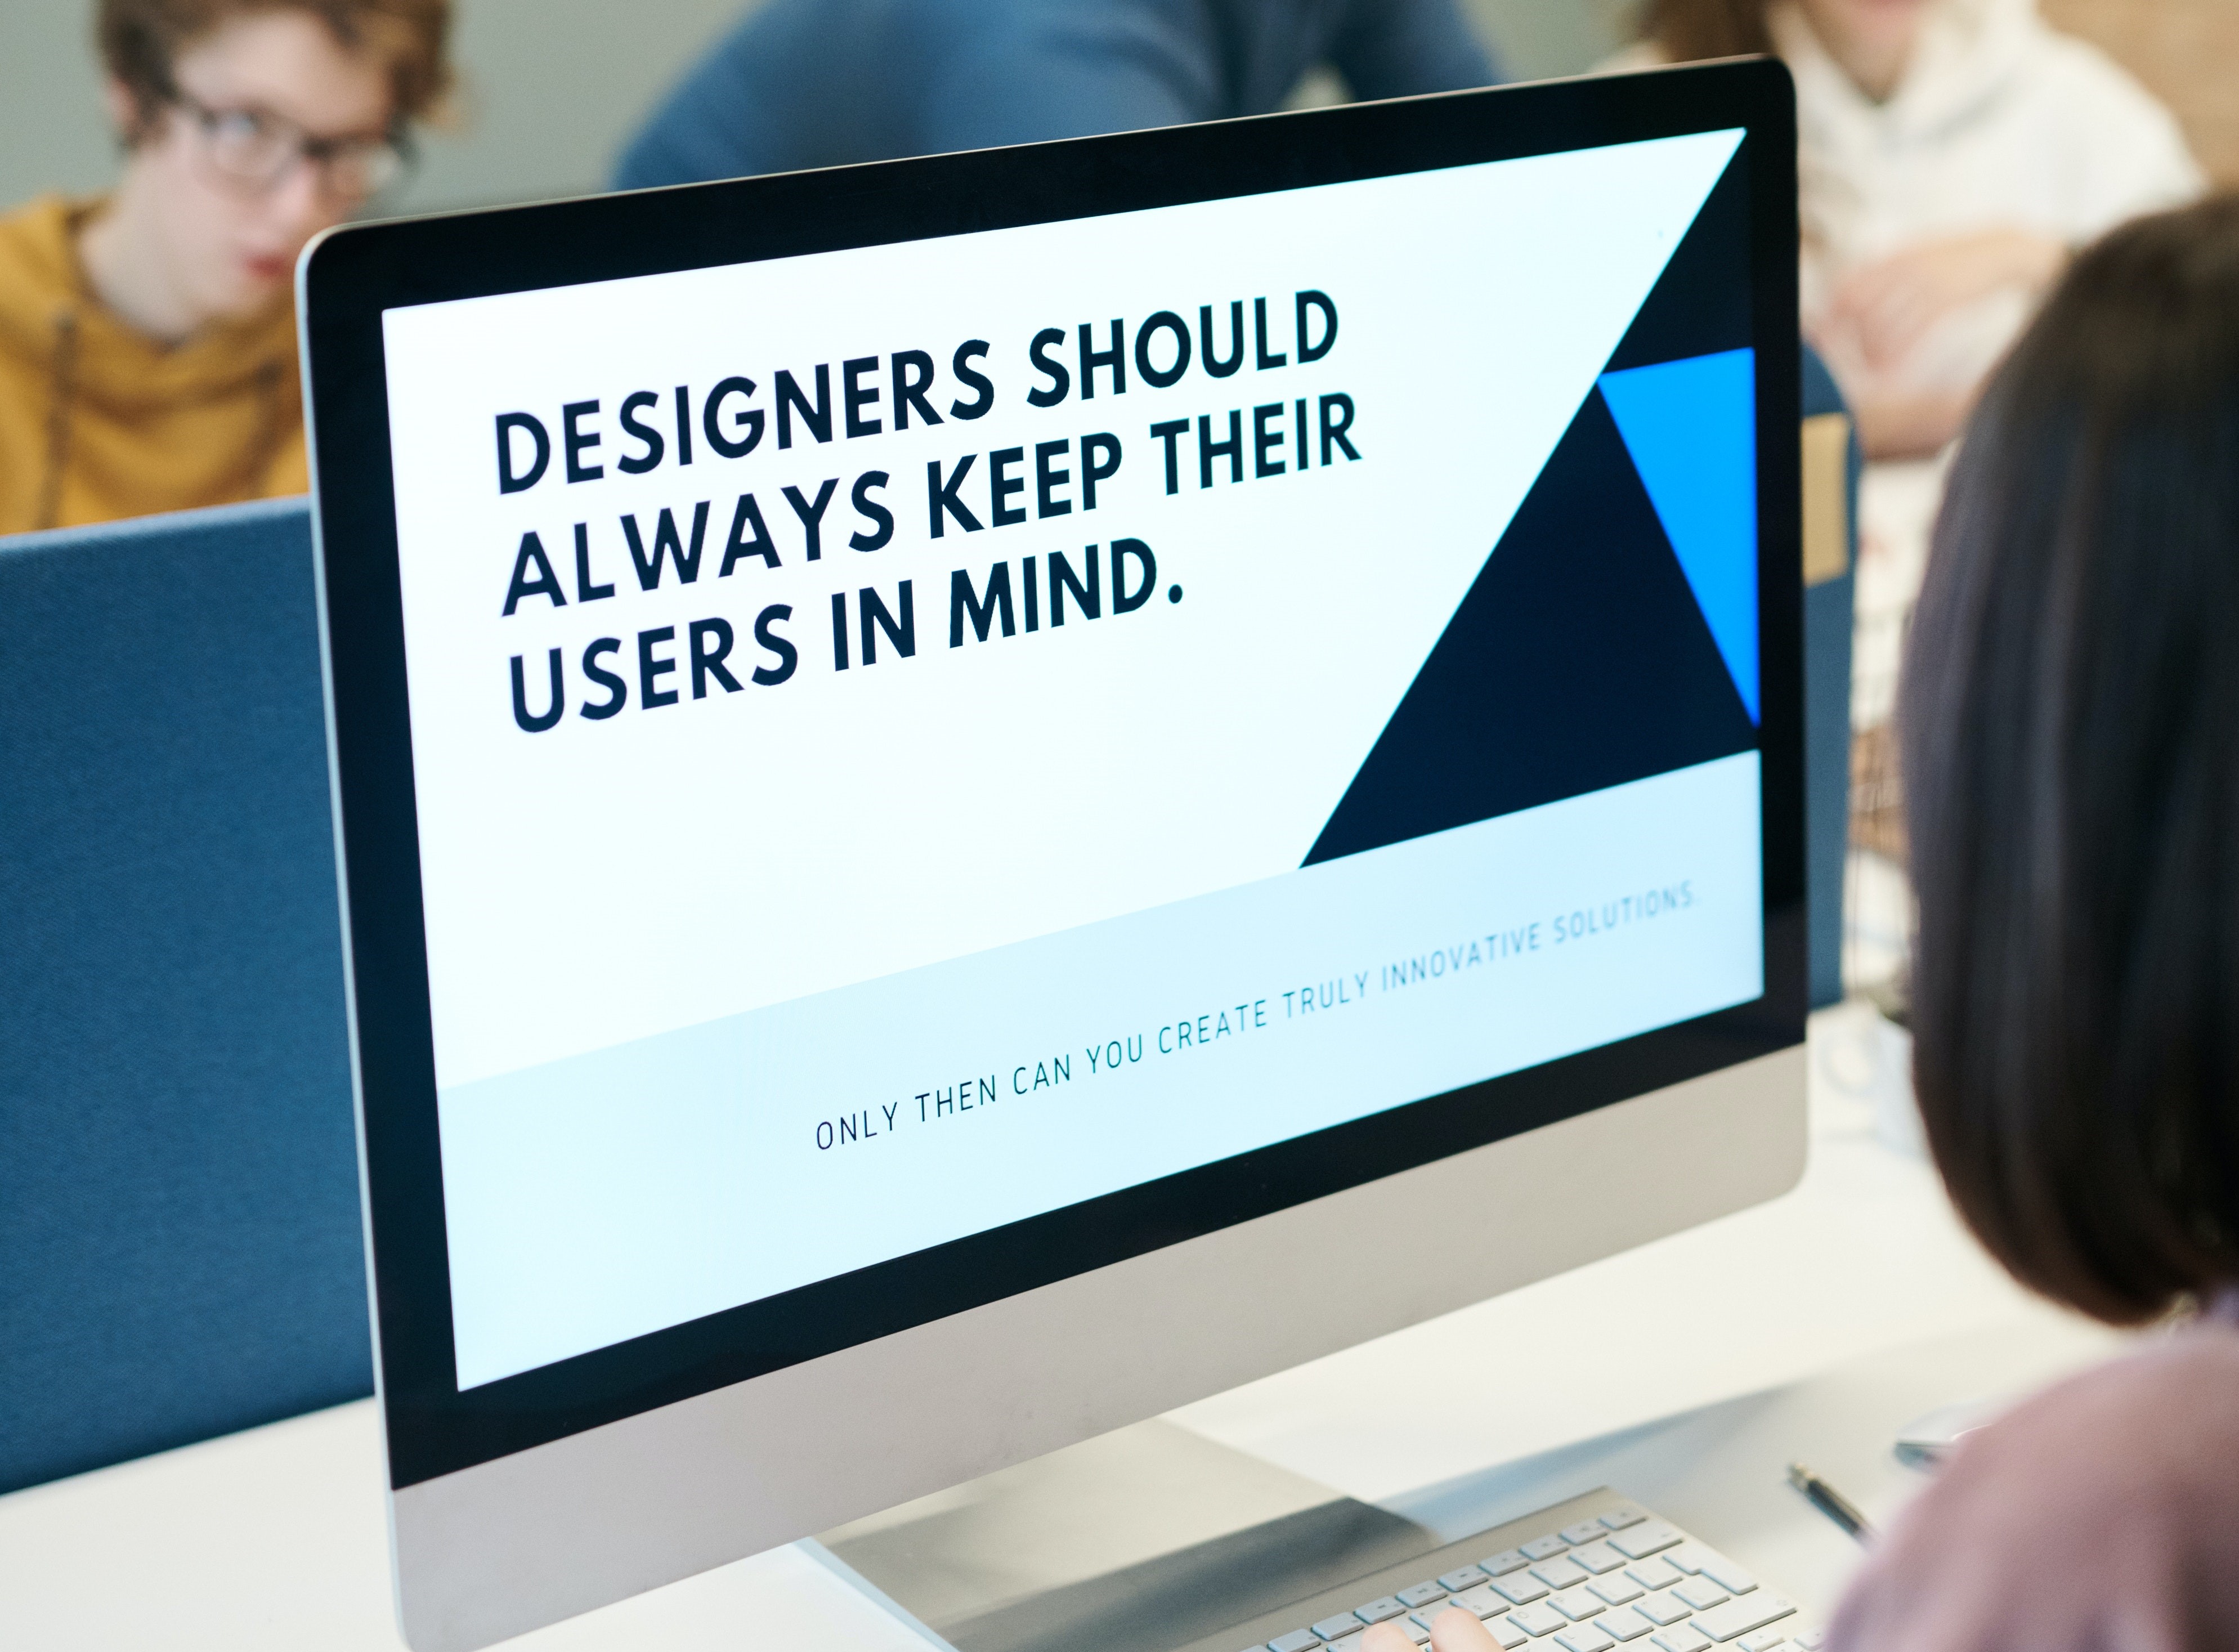 DESIGNERS SHOULD
ALWAYS KEEP THEIR
USERS IN MIND.
ONLY THEN CAN YOU CREATE TRULY INNOVATIVE SOLUTIONS.